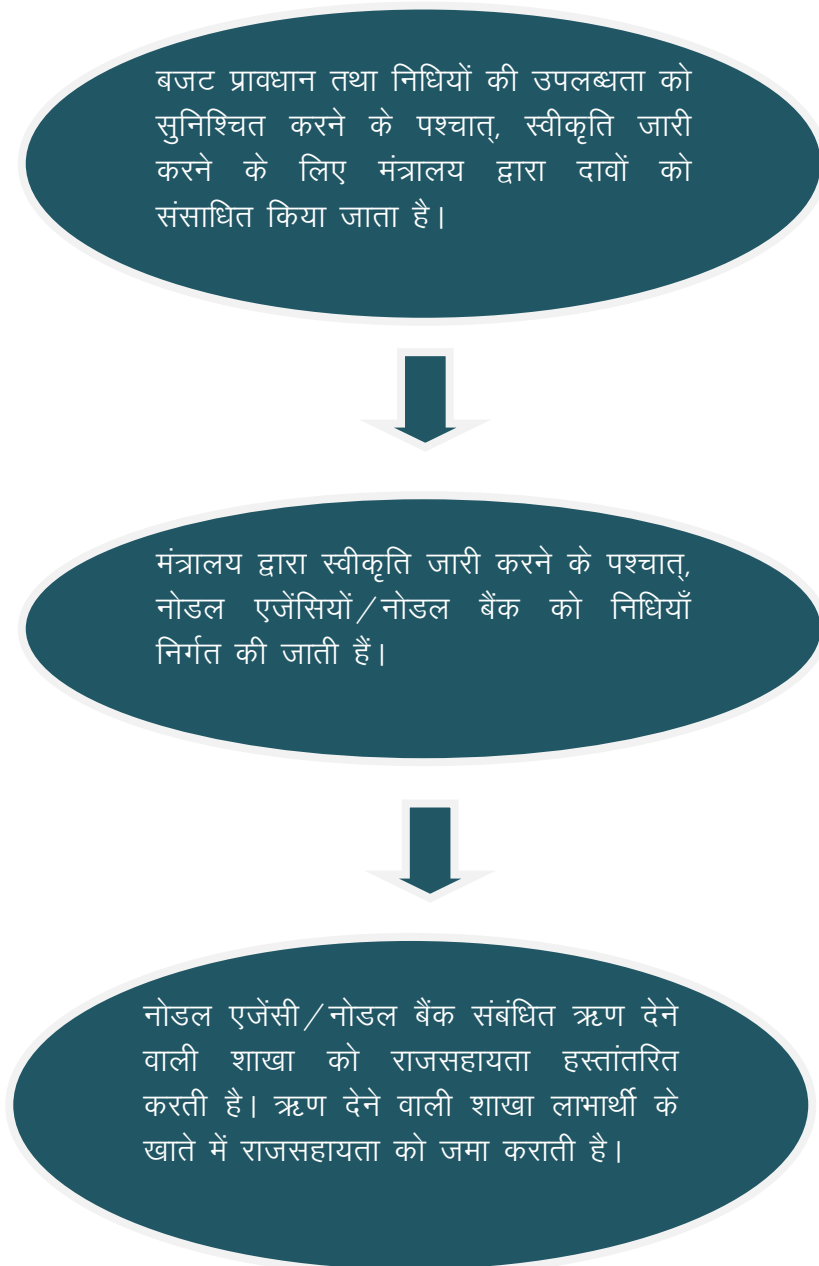 बजट प्रावधान तथा निधियों की उपलब्धता को
सुनिश्चित करने के पश्चात्, स्वीकृति जारी
करने के लिए मंत्रालय द्वारा दावों को
संसाधित किया जाता है।
मंत्रालय द्वारा स्वीकृति जारी करने के पश्चात्,
नोडल एजेंसियों/नोडल बैंक को निधियाँ
निर्गत की जाती हैं।
नोडल एजेंसी/नोडल बैंक संबंधित ऋण देने
वाली शाखा को राजसहायता हस्तांतरित
करती है। ऋण देने वाली शाखा लाभार्थी के
खाते में राजसहायता को जमा कराती है।